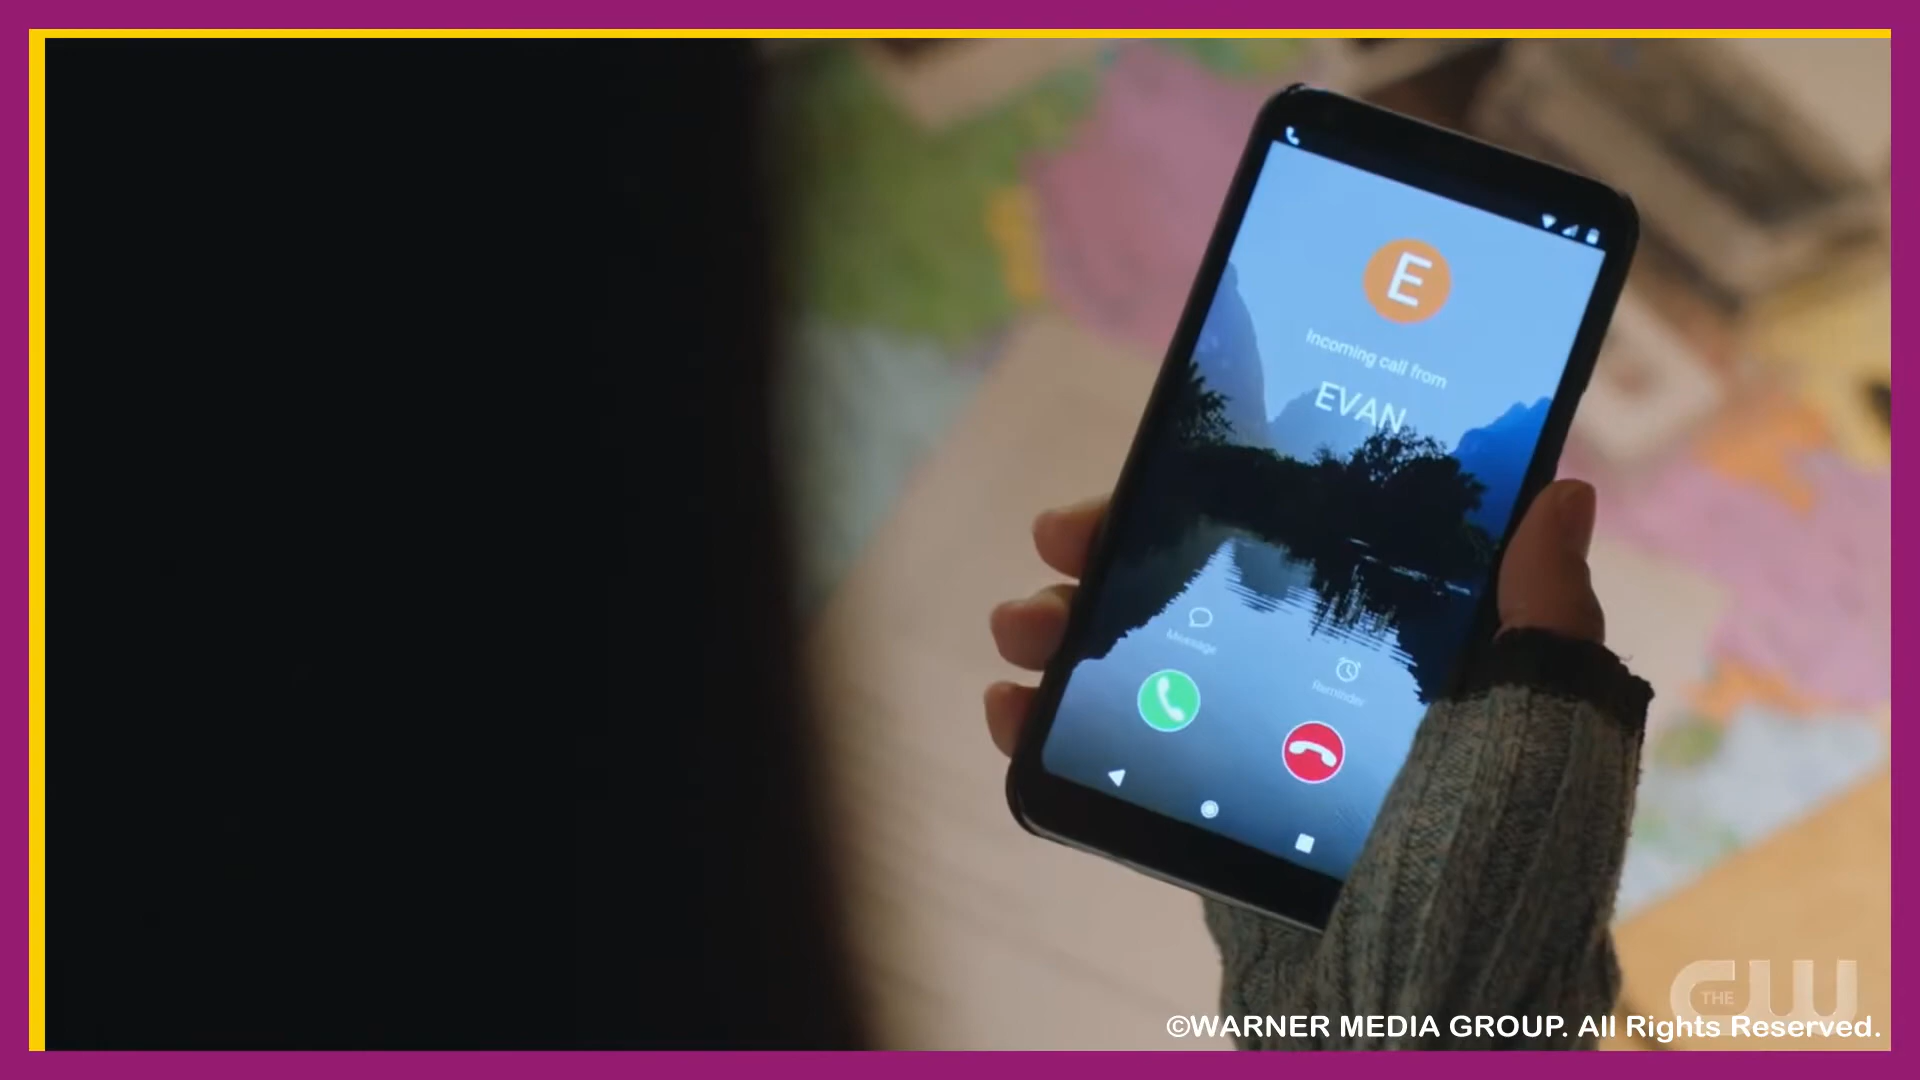 E
Incoming call from
EVAN
Message
Reminder
THE CW
©WARNER MEDIA GROUP. All Rights Reserved.